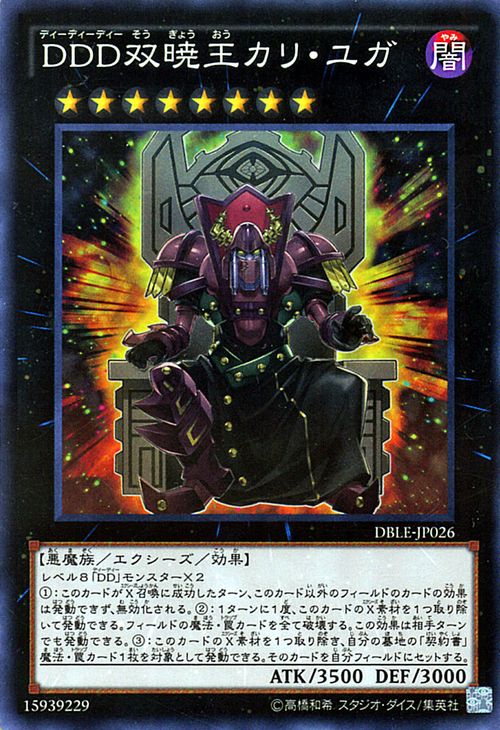 ディーディーディー そう ぎょう おう
DDD双暁王カリ・ユガ
やみ
闇
DBLE-JP026
【悪魔族／エクシーズ／効果】
レベル８「DD」モンスター×２
①：このカードがX召喚に成功したターン、このカード以外のフィールドのカードの効果
は発動できず、無効化される。②：1ターンに1度、このカードのX素材を1つ取り除
いて発動できる。フィールドの魔法・罠カードを全て破壊する。この効果は相手ターン
でも発動できる。③：このカードのX素材を1つ取り除き、自分の墓地の「契約書」
魔法・罠カード1枚を対象として発動できる。そのカードを自分フィールドにセットする。
ATK/3500 DEF/3000
15939229
©高橋和希 スタジオ・ダイス/集英社